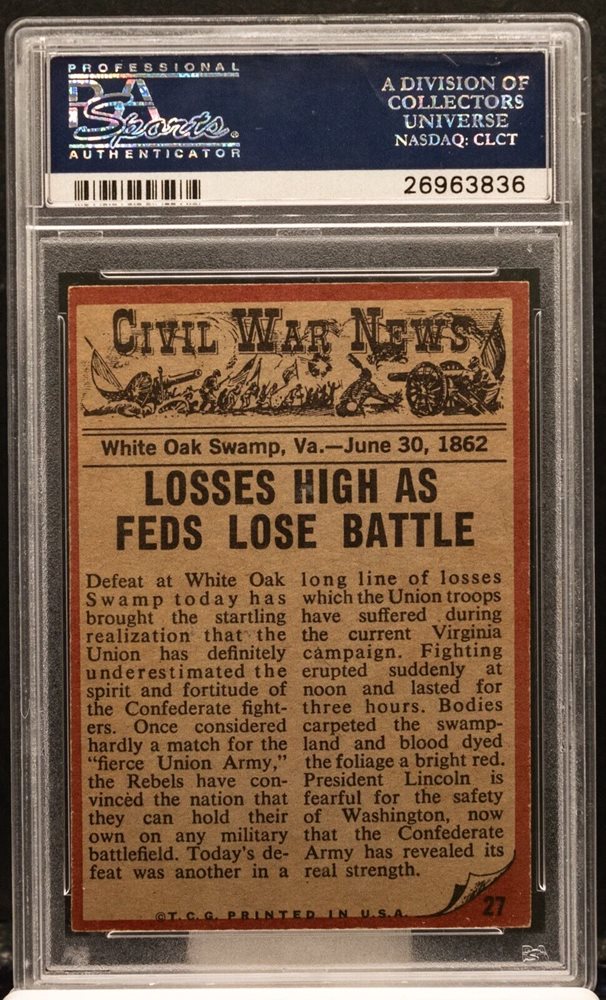 PROFESSIONAL
PSA
Sports
AUTHENTICATOR
A DIVISION OF
COLLECTORS
UNIVERSE
NASDAQ: CLCT
26963836
CIVIL WAR NEWS
White Oak Swamp, Va.—June 30, 1862
LOSSES HIGH AS
FEDS LOSE BATTLE
Defeat at White Oak
Swamp today has
brought the startling
realization that the
Union has definitely
underestimated the
spirit and fortitude of
the Confederate fight-
ers. Once considered
hardly a match for the
“fierce Union Army,”
the Rebels have con-
vinced the nation that
they can hold their
own on any military
battlefield. Today's de-
feat was another in a
long line of losses
which the Union troops
have suffered during
the current Virginia
campaign. Fighting
erupted suddenly at
noon and lasted for
three hours. Bodies
carpeted the swamp-
land and blood dyed
the foliage a bright red.
President Lincoln is
fearful for the safety
of Washington, now
that the Confederate
Army has revealed its
real strength.
©T.C.G. PRINTED IN U.S.A.
27
PSA